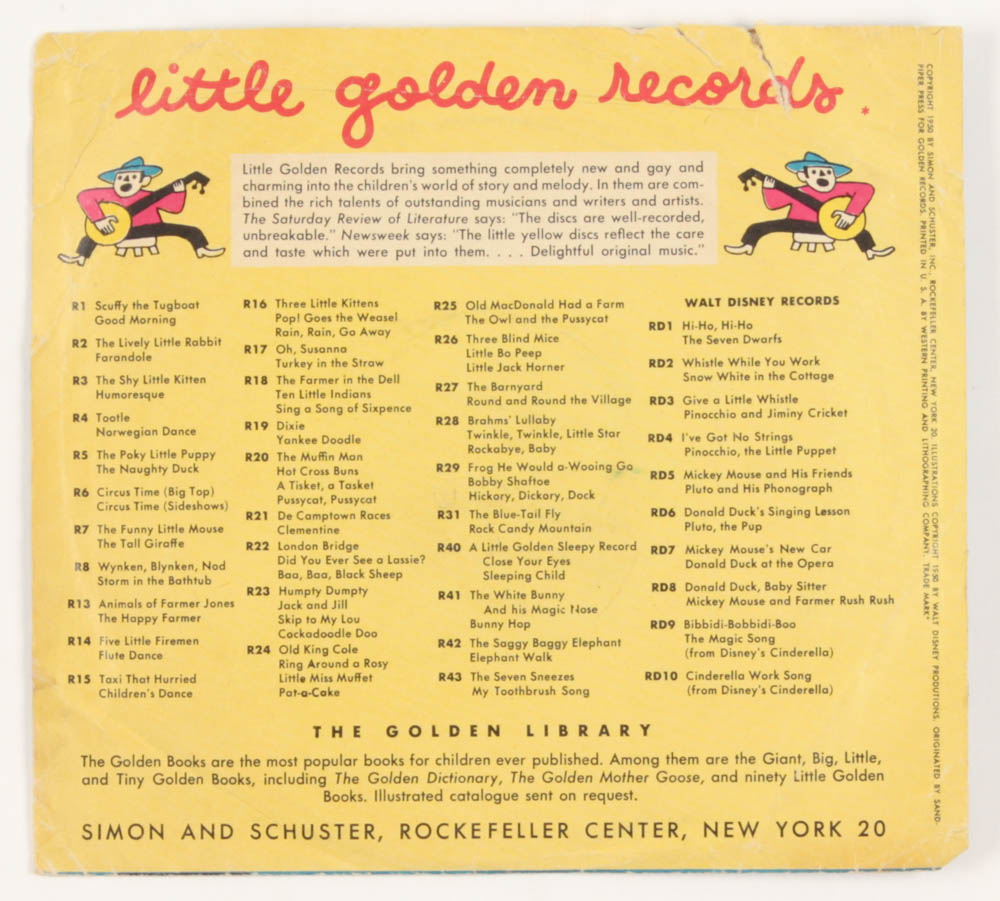 little golden records.
Little Golden Records bring something completely new and gay and
charming into the children's world of story and melody. In them are com-
bined the rich talents of outstanding musicians and writers and artists.
The Saturday Review of Literature says: "The discs are well-recorded,
unbreakable." Newsweek says: "The little yellow discs reflect the care
and taste which were put into them. . . . Delightful original music."
R1 Scuffy the Tugboat
Good Morning
R2 The Lively Little Rabbit
Farandole
R3 The Shy Little Kitten
Humoresque
R4 Tootle
Norwegian Dance
R5 The Poky Little Puppy
The Naughty Duck
R6 Circus Time (Big Top)
Circus Time (Sideshows)
R7 The Funny Little Mouse
The Tall Giraffe
R8 Wynken, Blynken, Nod
Storm in the Bathtub
R13 Animals of Farmer Jones
The Happy Farmer
R14 Five Little Firemen
Flute Dance
R15 Taxi That Hurried
Children's Dance
R16 Three Little Kittens
Pop! Goes the Weasel
Rain, Rain, Go Away
R17 Oh, Susanna
Turkey in the Straw
R18 The Farmer in the Dell
Ten Little Indians
Sing a Song of Sixpence
R19 Dixie
Yankee Doodle
R20 The Muffin Man
Hot Cross Buns
A Tisket, a Tasket
Pussycat, Pussycat
R21 De Camptown Races
Clementine
R22 London Bridge
Did You Ever See a Lassie?
Baa, Baa, Black Sheep
R23 Humpty Dumpty
Jack and Jill
Skip to My Lou
Cockadoodle Doo
R24 Old King Cole
Ring Around a Rosy
Little Miss Muffet
Pat-a-Cake
R25 Old MacDonald Had a Farm
The Owl and the Pussycat
R26 Three Blind Mice
Little Bo Peep
Little Jack Horner
R27 The Barnyard
Round and Round the Village
R28 Brahms' Lullaby
Twinkle, Twinkle, Little Star
Rockabye, Baby
R29 Frog He Would a-Wooing Go
Bobby Shaftoe
Hickory, Dickory, Dock
R31 The Blue-Tail Fly
Rock Candy Mountain
R40 A Little Golden Sleepy Record
Close Your Eyes
Sleeping Child
R41 The White Bunny
And his Magic Nose
Bunny Hop
R42 The Saggy Baggy Elephant
Elephant Walk
R43 The Seven Sneezes
My Toothbrush Song
WALT DISNEY RECORDS
RD1 Hi-Ho, Hi-Ho
The Seven Dwarfs
RD2 Whistle While You Work
Snow White in the Cottage
RD3 Give a Little Whistle
Pinocchio and Jiminy Cricket
RD4 I've Got No Strings
Pinocchio, the Little Puppet
RD5 Mickey Mouse and His Friends
Pluto and His Phonograph
RD6 Donald Duck's Singing Lesson
Pluto, the Pup
RD7 Mickey Mouse's New Car
Donald Duck at the Opera
RD8 Donald Duck, Baby Sitter
Mickey Mouse and Farmer Rush Rush
RD9 Bibbidi-Bobbidi-Boo
The Magic Song
(from Disney's Cinderella)
RD10 Cinderella Work Song
(from Disney's Cinderella)
THE GOLDEN LIBRARY
The Golden Books are the most popular books for children ever published. Among them are the Giant, Big, Little,
and Tiny Golden Books, including The Golden Dictionary, The Golden Mother Goose, and ninety Little Golden
Books. Illustrated catalogue sent on request.
SIMON AND SCHUSTER, ROCKEFELLER CENTER, NEW YORK 20
COPYRIGHT 1950 BY SIMON AND SCHUSTER, INC., ROCKEFELLER CENTER, NEW YORK 20. ILLUSTRATIONS COPYRIGHT 1950 BY WALT DISNEY PRODUTIONS. ORIGINATED BY SAND-
PIPER PRESS FOR GOLDEN RECORDS. PRINTED IN U. S. A. BY WESTERN PRINTING AND LITHOGRAPHING COMPANY. TRADE MARK*